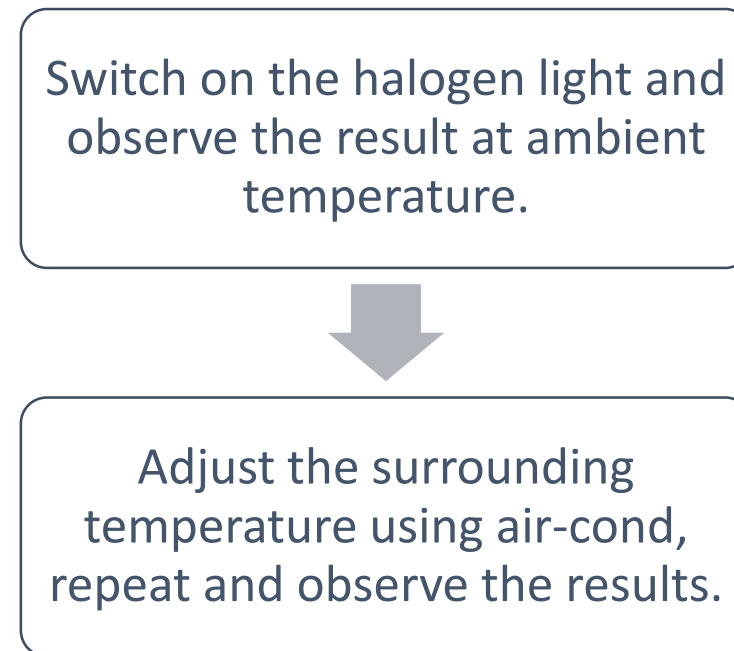 Switch on the halogen light and
observe the result at ambient
temperature.
Adjust the surrounding
temperature using air-cond,
repeat and observe the results.